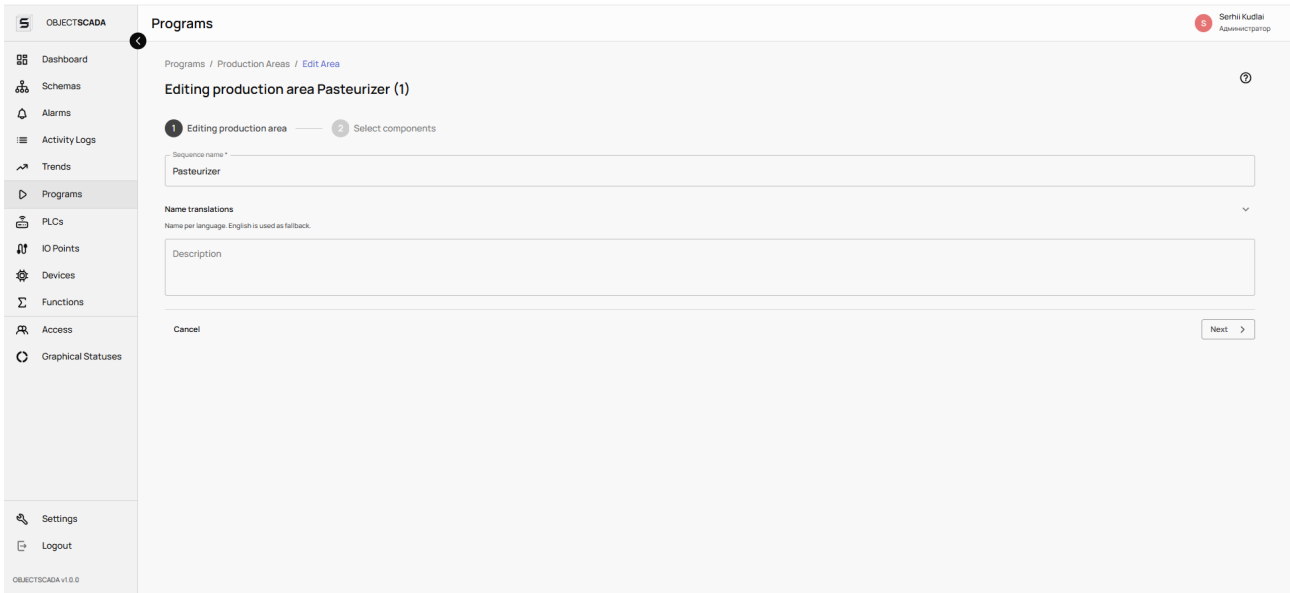 OBJECTSCADA
Programs
S
Serhii Kudlai
Администратор
Dashboard
Schemas
Alarms
Activity Logs
Trends
Programs
PLCs
IO Points
Devices
Functions
Access
Graphical Statuses
Settings
Logout
OBJECTSCADA v1.0.0
Programs / Production Areas / Edit Area
Editing production area Pasteurizer (1)
1 Editing production area
2 Select components
Sequence name *
Pasteurizer
Name translations
Name per language. English is used as fallback.
Description
Cancel
Next